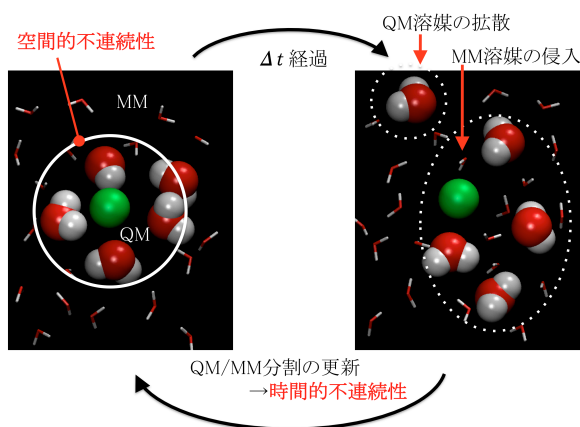 空間的不連続性
Δt 経過
QM溶媒の拡散
MM溶媒の侵入
MM
QM
QM/MM分割の更新
→時間的不連続性